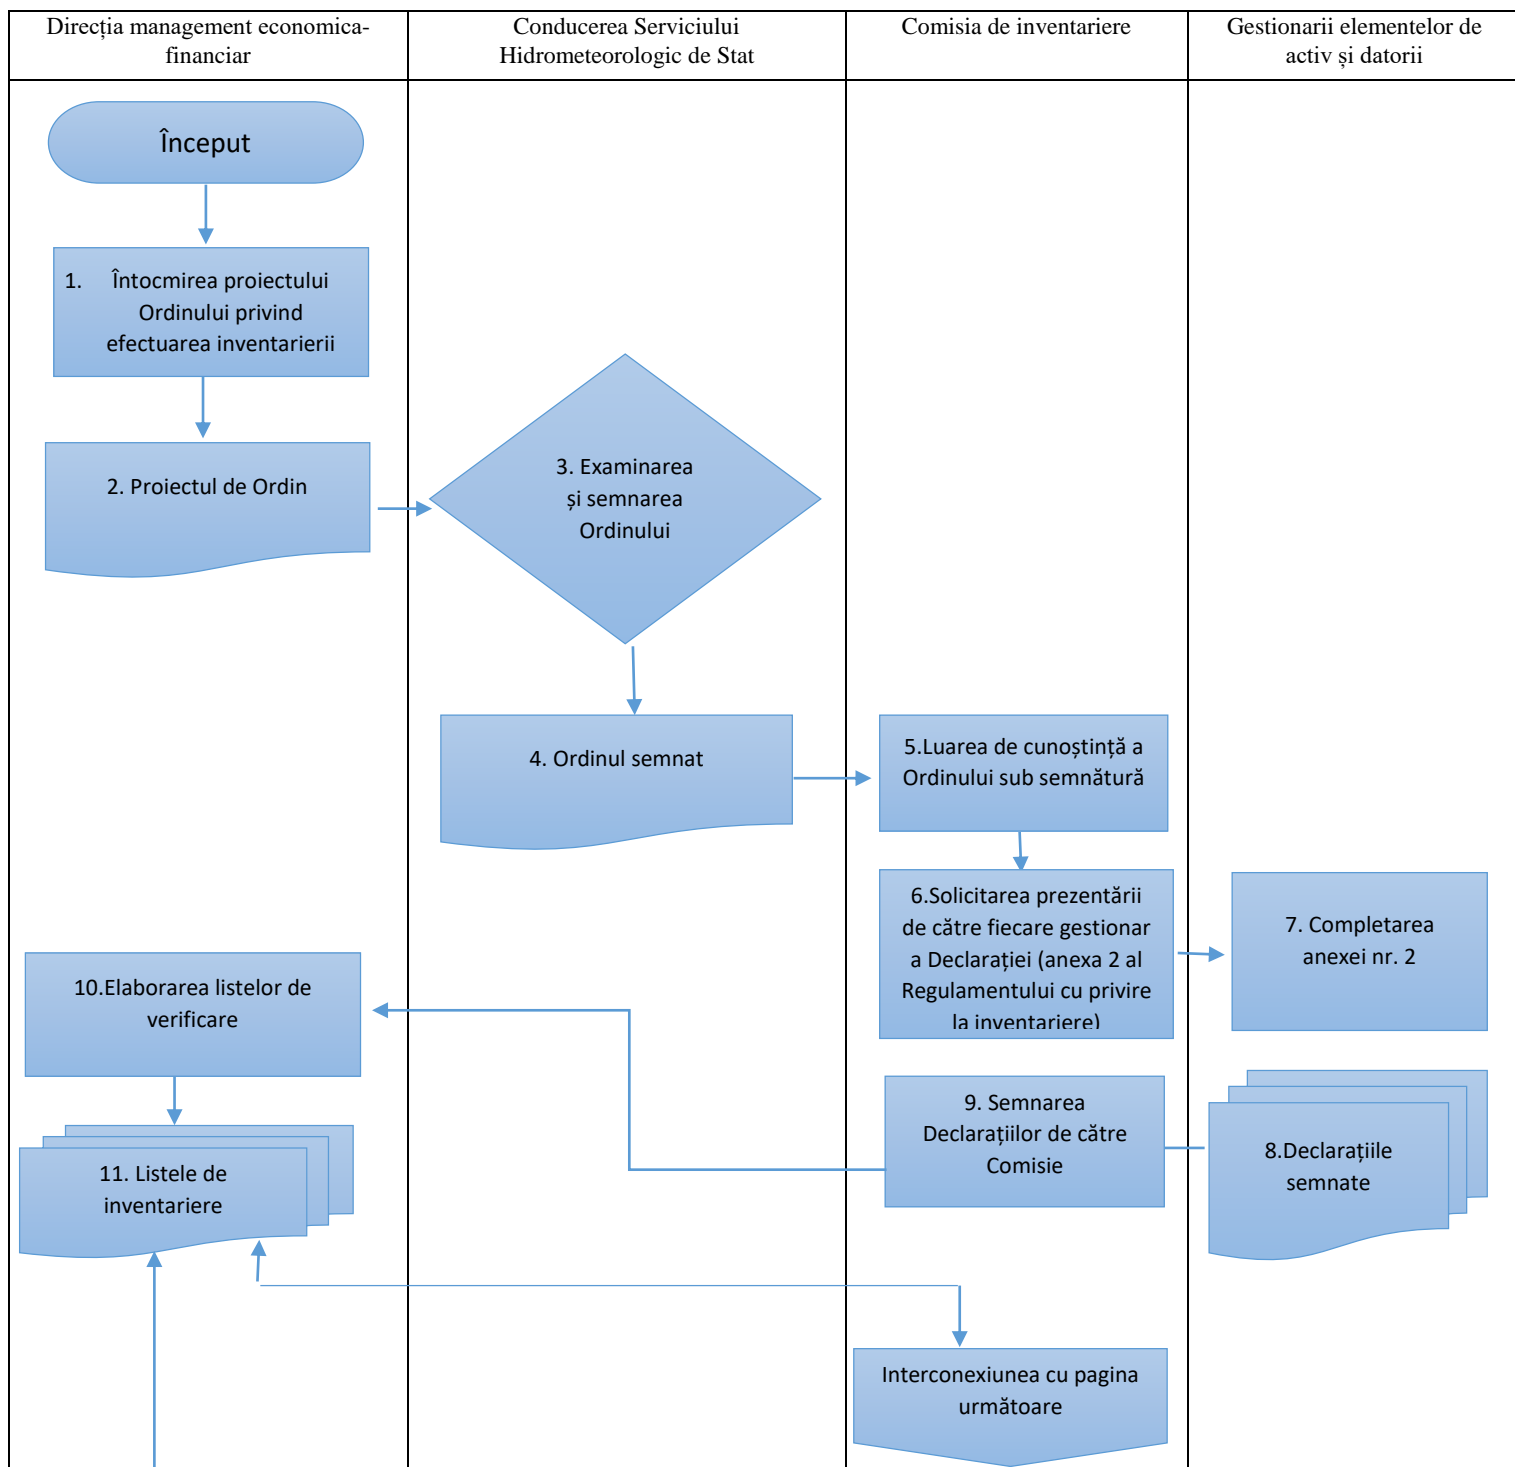 Direcția management economica-
financiar
Conducerea Serviciului
Hidrometeorologic de Stat
Comisia de inventariere
Gestionarii elementelor de
activ și datorii
Început
1. Întocmirea proiectului
Ordinului privind
efectuarea inventarierii
2. Proiectul de Ordin
3. Examinarea
și semnarea
Ordinului
4. Ordinul semnat
5.Luarea de cunoștință a
Ordinului sub semnătură
6.Solicitarea prezentării
de către fiecare gestionar
a Declarației (anexa 2 al
Regulamentului cu privire
la inventariere)
7. Completarea
anexei nr. 2
8.Declarațiile
semnate
9. Semnarea
Declarațiilor de către
Comisie
10.Elaborarea listelor de
verificare
11. Listele de
inventariere
Interconexiunea cu pagina
următoare